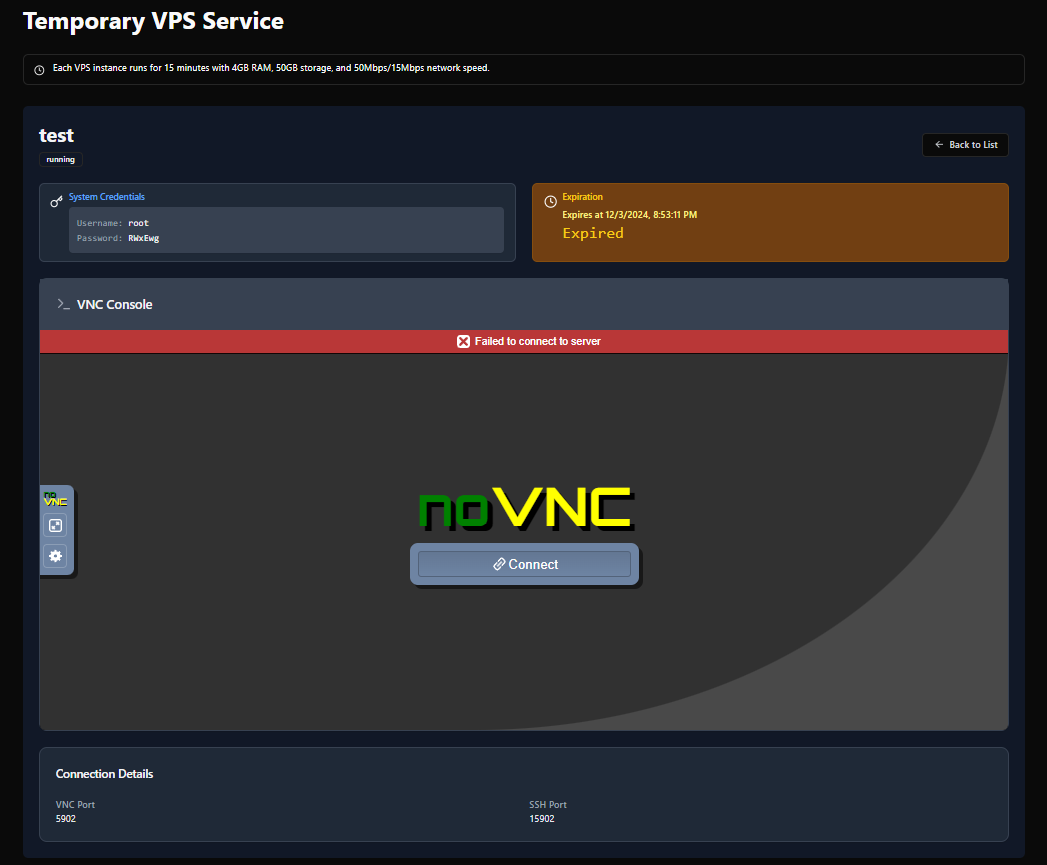 Temporary VPS Service
Each VPS instance runs for 15 minutes with 4GB RAM, 50GB storage, and 50Mbps/15Mbps network speed.
test
running
← Back to List
System Credentials
Username: root
Password: RWxEwg
Expiration
Expires at 12/3/2024, 8:53:11 PM
Expired
>_ VNC Console
Failed to connect to server
no
VNC
noVNC
Connect
Connection Details
VNC Port
5902
SSH Port
15902